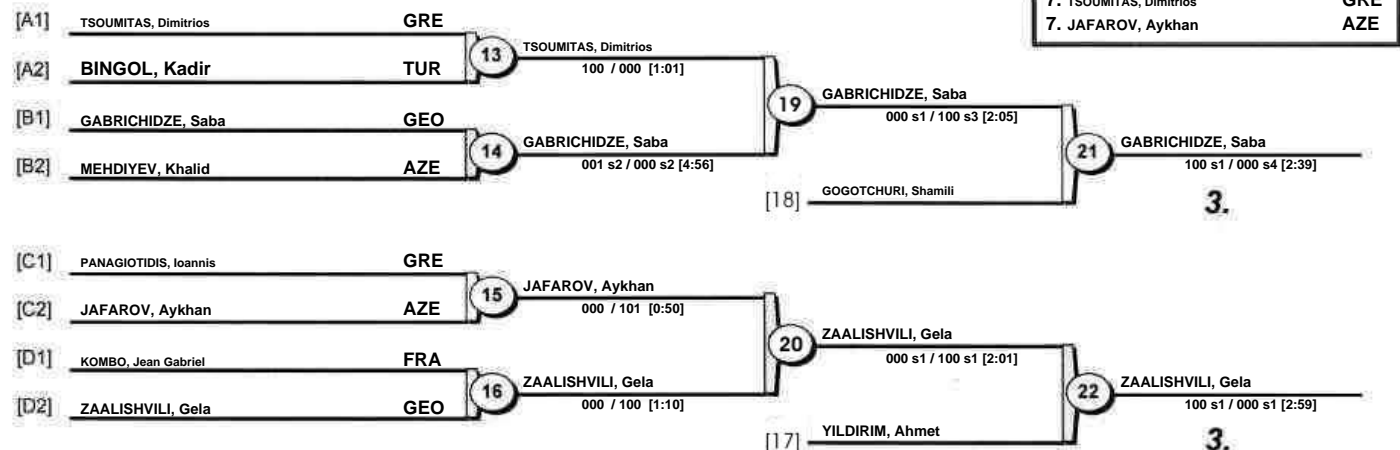 7. TSOUMITAS, Dimitrios GRE
7. JAFAROV, Aykhan AZE
[A1] TSOUMITAS, Dimitrios GRE
[A2] BINGOL, Kadir TUR
13 TSOUMITAS, Dimitrios
100 / 000 [1:01]
[B1] GABRICHIDZE, Saba GEO
[B2] MEHDIYEV, Khalid AZE
14 GABRICHIDZE, Saba
001 s2 / 000 s2 [4:56]
19 GABRICHIDZE, Saba
000 s1 / 100 s3 [2:05]
[18] GOGOTCHURI, Shamili
21 GABRICHIDZE, Saba
100 s1 / 000 s4 [2:39]
3.
[C1] PANAGIOTIDIS, Ioannis GRE
[C2] JAFAROV, Aykhan AZE
15 JAFAROV, Aykhan
000 / 101 [0:50]
[D1] KOMBO, Jean Gabriel FRA
[D2] ZAALISHVILI, Gela GEO
16 ZAALISHVILI, Gela
000 / 100 [1:10]
20 ZAALISHVILI, Gela
000 s1 / 100 s1 [2:01]
[17] YILDIRIM, Ahmet
22 ZAALISHVILI, Gela
100 s1 / 000 s1 [2:59]
3.